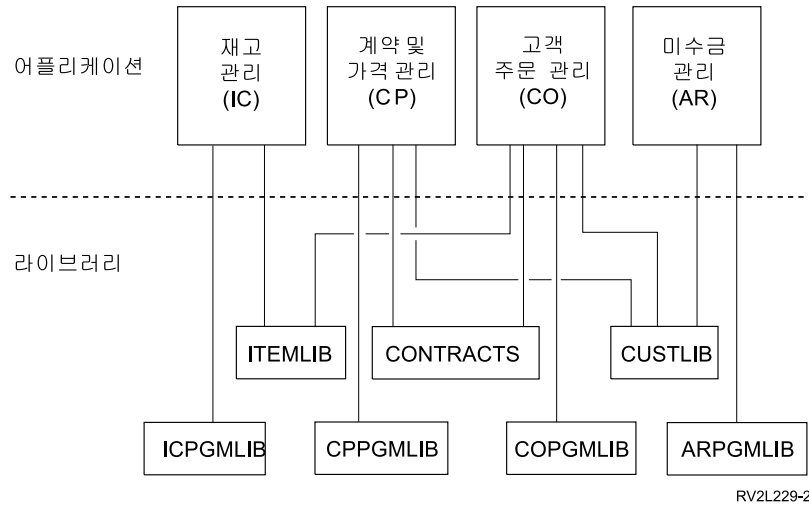 어플리케이션
재고
관리
(IC)
계약 및
가격 관리
(CP)
고객
주문 관리
(CO)
미수금
관리
(AR)
라이브러리
ITEMLIB
CONTRACTS
CUSTLIB
ICPGMLIB
CPPGMLIB
COPGMLIB
ARPGMLIB
RV2L229-2